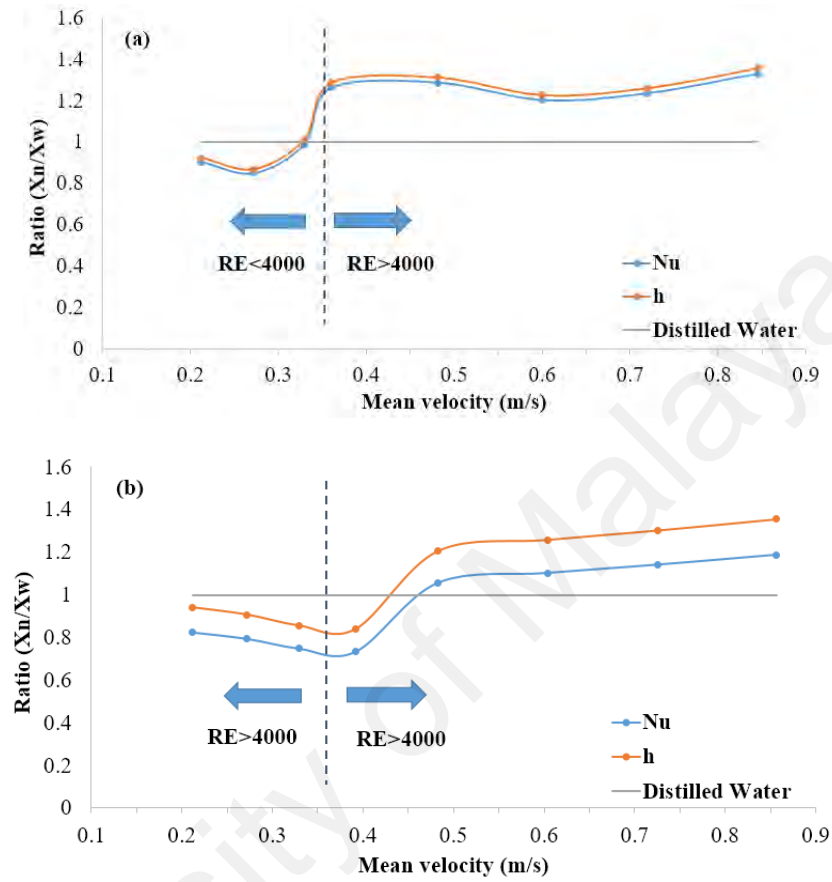 (a)
Ratio (Xn/Xw)
1.6
1.4
1.2
1
0.8
0.6
0.4
0.2
0
RE<4000
RE>4000
Nu
h
Distilled Water
0.1 0.2 0.3 0.4 0.5 0.6 0.7 0.8 0.9
Mean velocity (m/s)
(b)
Ratio (Xn/Xw)
1.6
1.4
1.2
1
0.8
0.6
0.4
0.2
0
RE>4000
RE>4000
Nu
h
Distilled Water
0.1 0.2 0.3 0.4 0.5 0.6 0.7 0.8 0.9
Mean velocity (m/s)
sity of Malaya